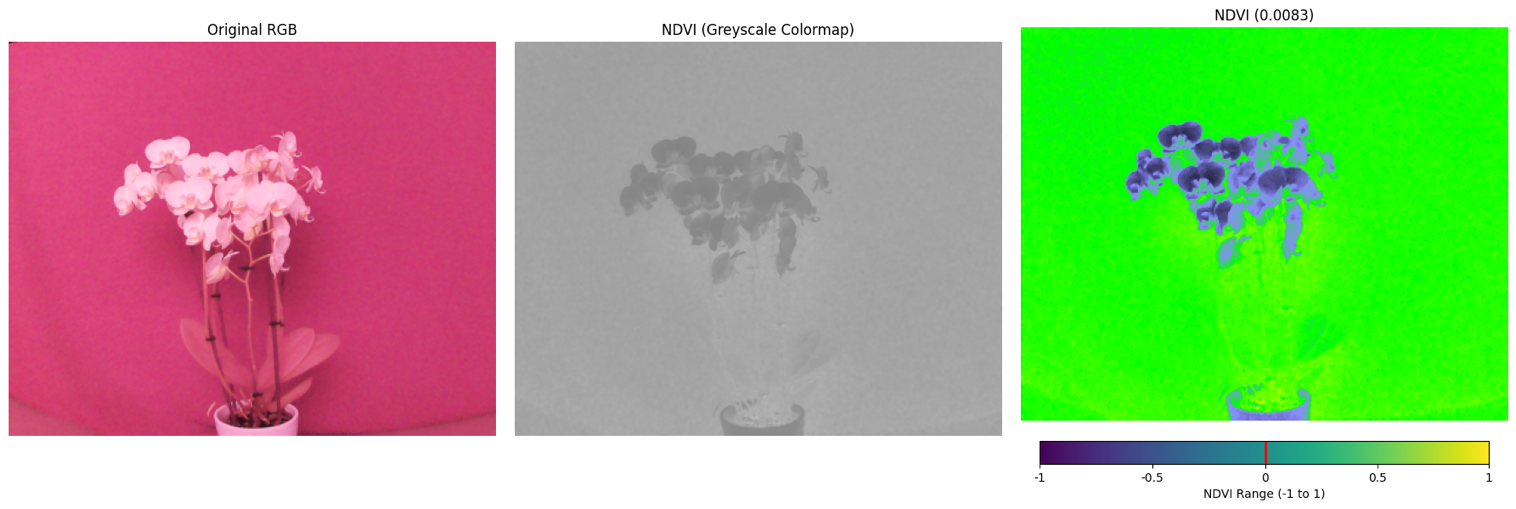 Original RGB
NDVI (Greyscale Colormap)
NDVI (0.0083)
-1 -0.5 0 0.5 1
NDVI Range (-1 to 1)